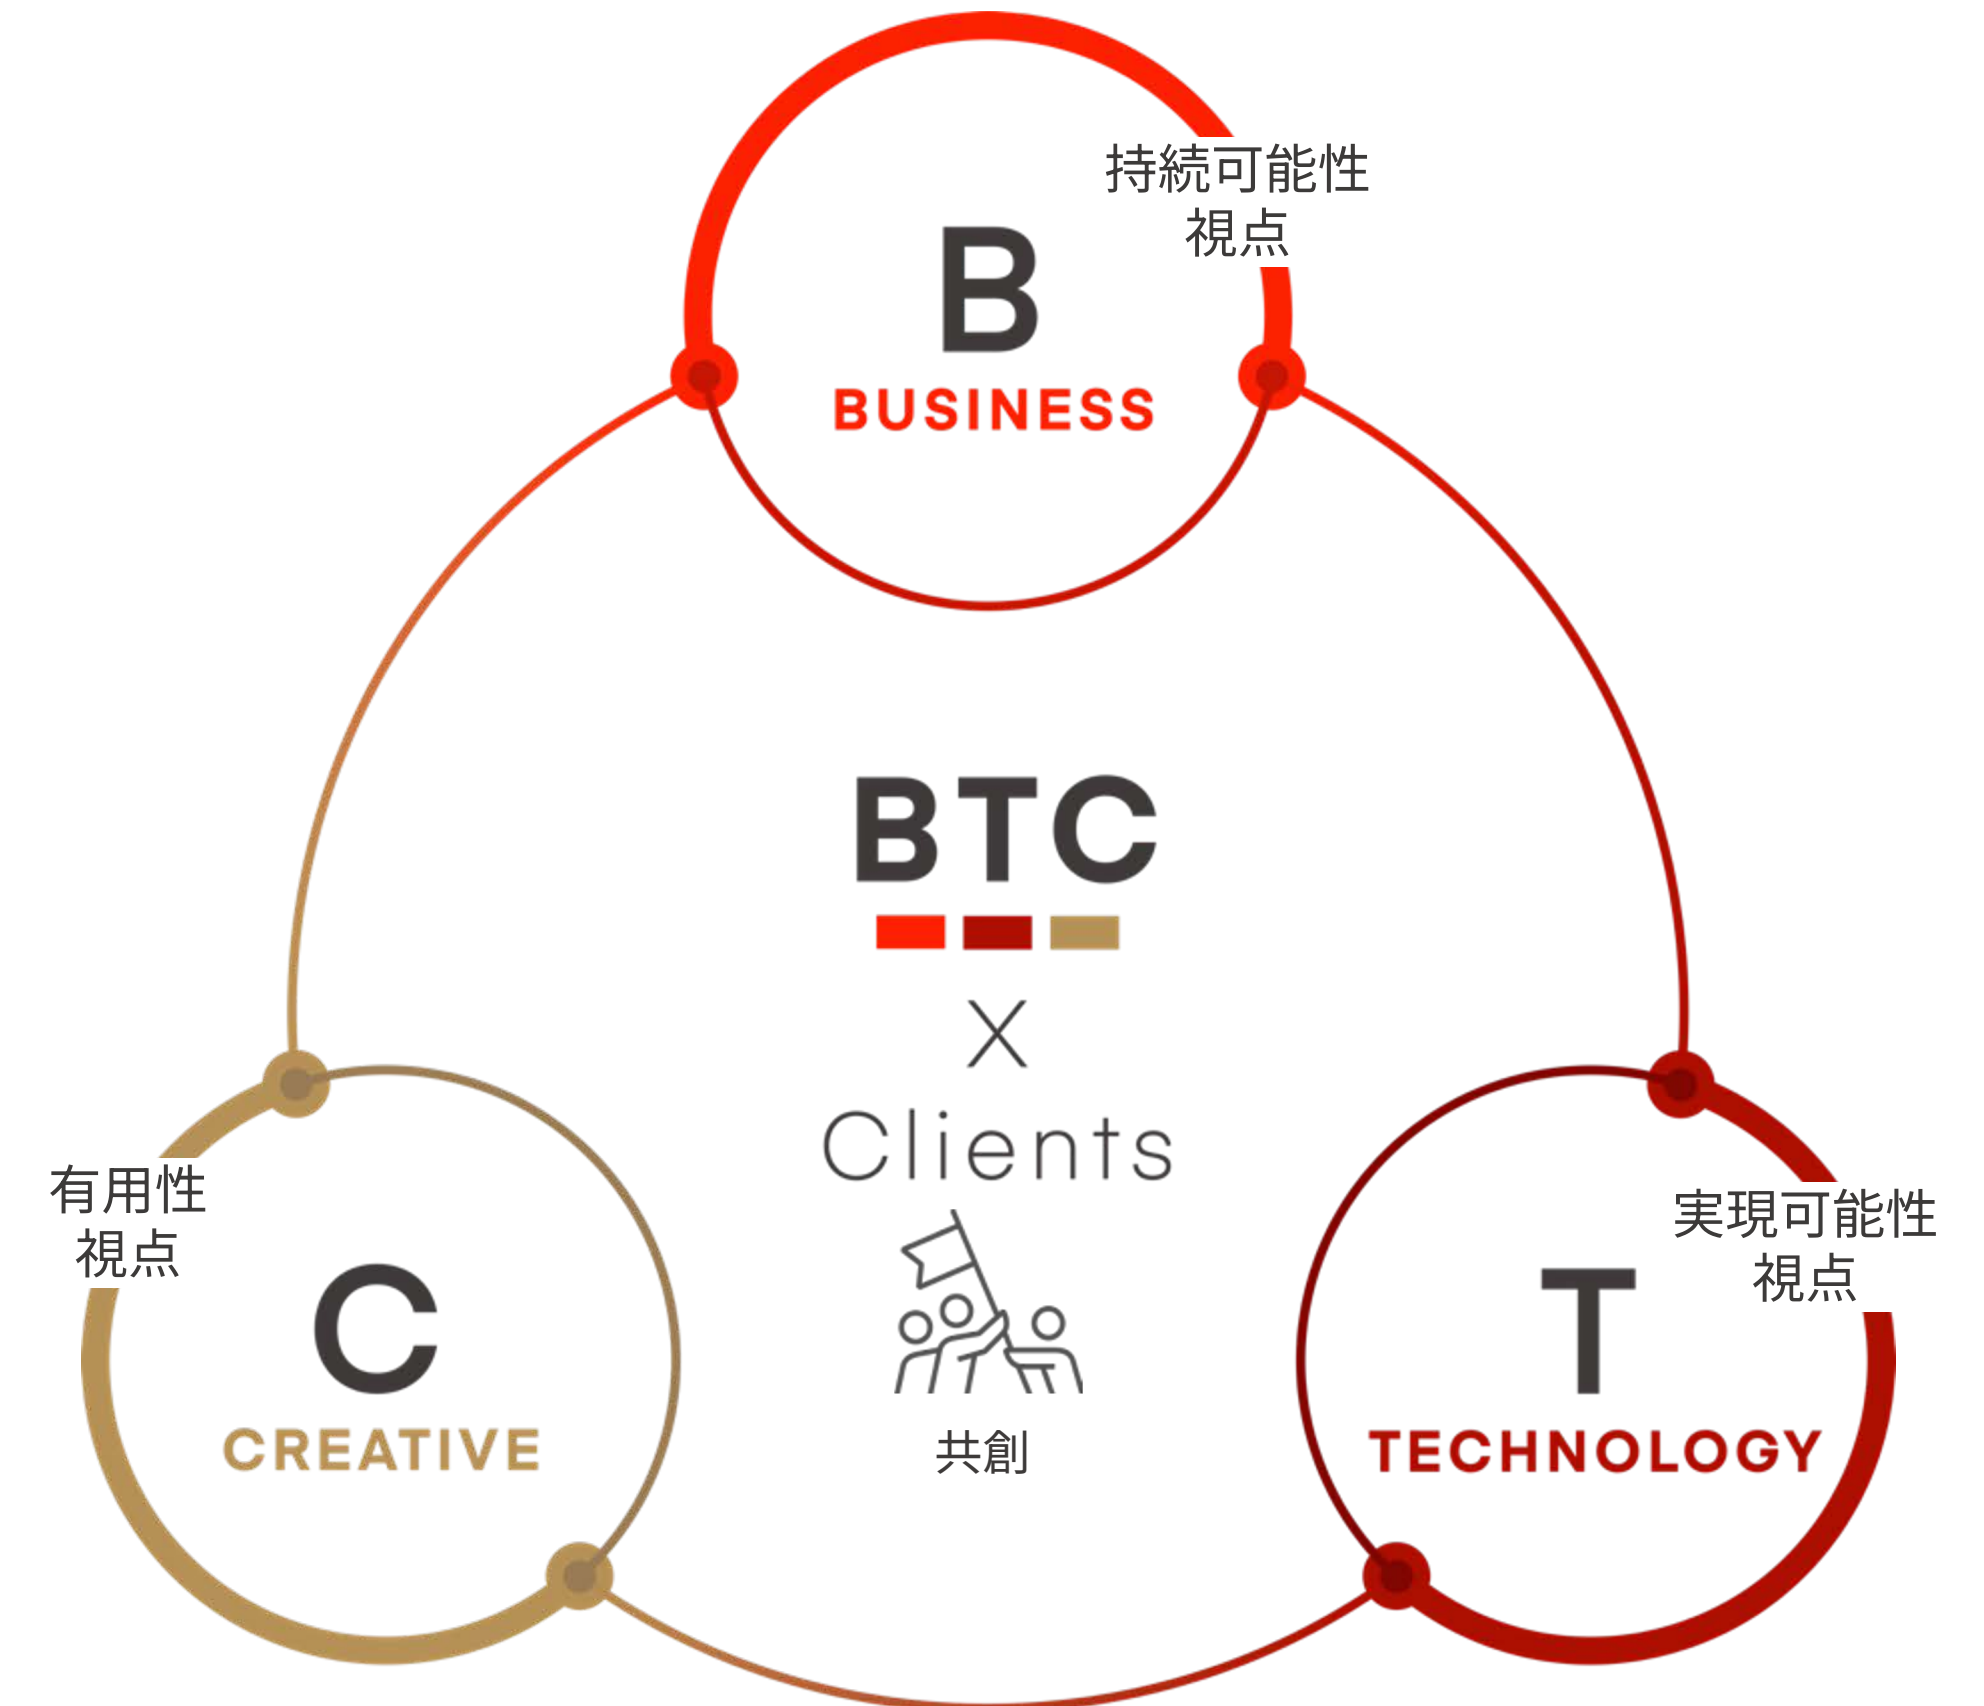 持続可能性
視点
B
BUSINESS
BTC
X
Clients
共創
有用性
視点
C
CREATIVE
実現可能性
視点
T
TECHNOLOGY